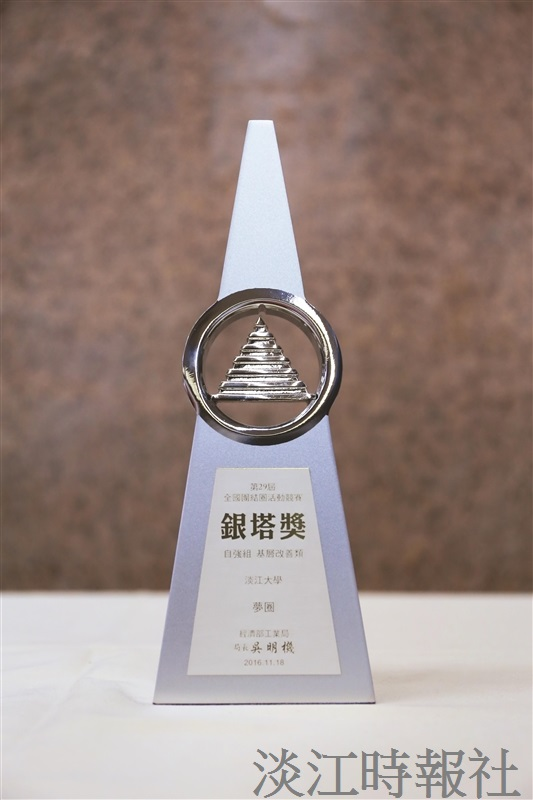 第29屆
全國團結圈活動競賽
銀塔獎
自強組 基層改善類
淡江大學
夢圈
經濟部工業局
局長 吳明機
2016.11.18
淡江時報社